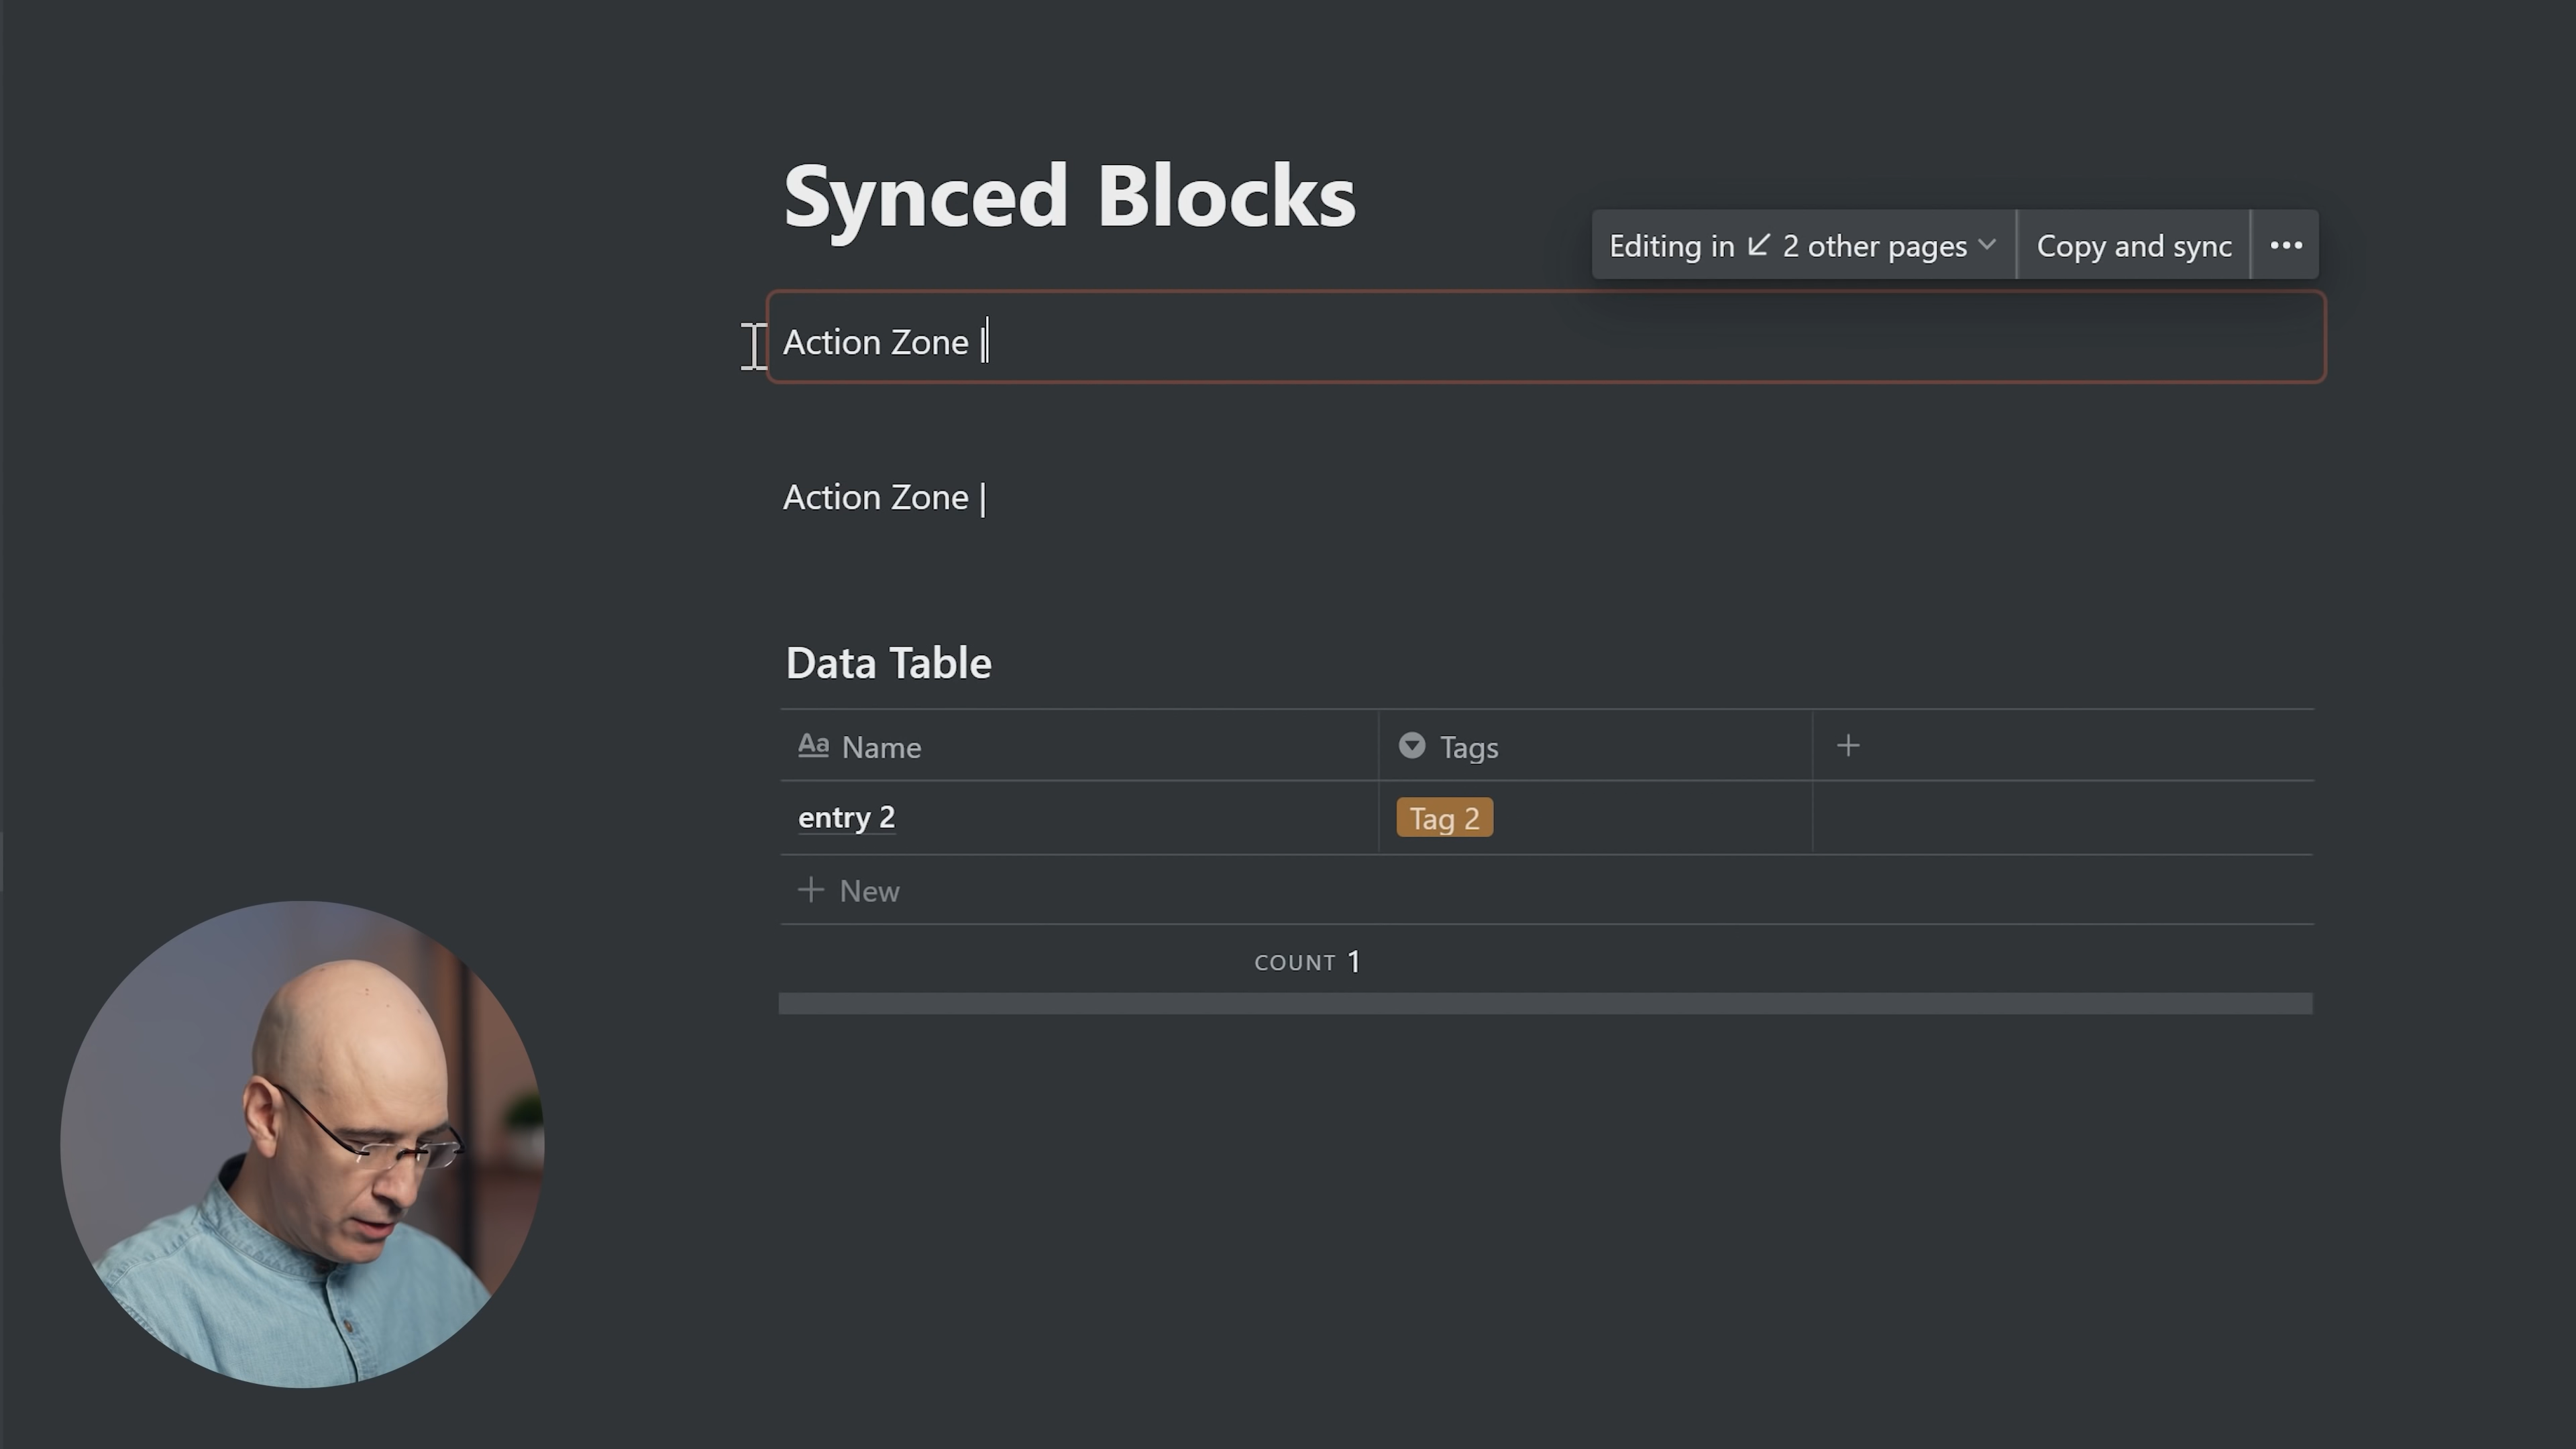 Synced Blocks
Editing in ↙ 2 other pages
Copy and sync
Action Zone |
Action Zone |
Data Table
Aa Name
Tags
entry 2
Tag 2
New
COUNT 1